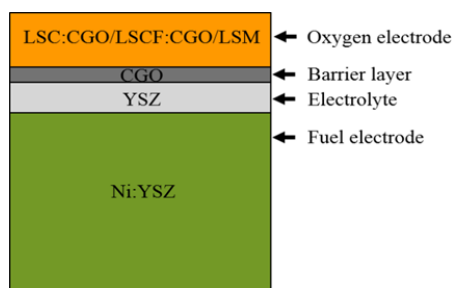 LSC:CGO/LSCF:CGO/LSM
Oxygen electrode
CGO
Barrier layer
YSZ
Electrolyte
Fuel electrode
Ni:YSZ